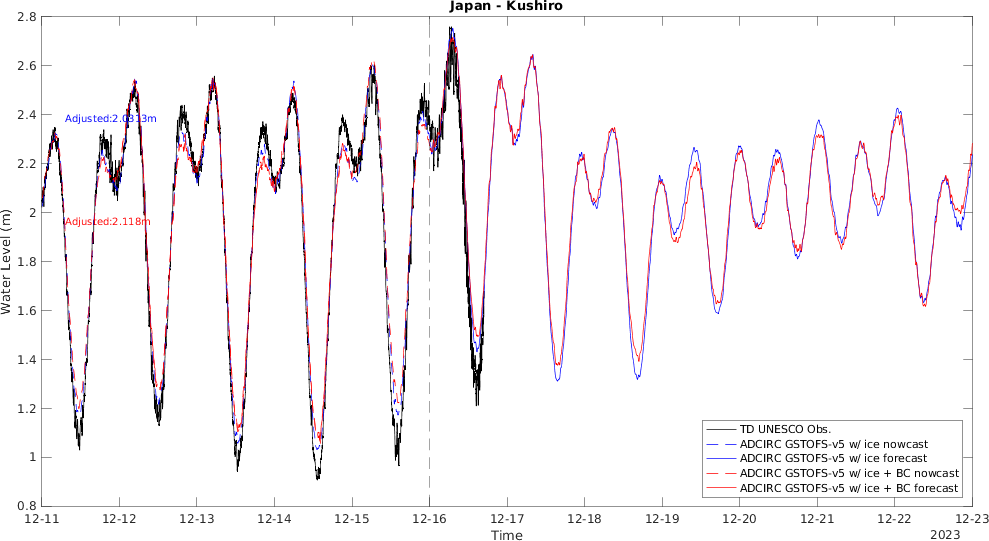 Japan - Kushiro
2.8
2.6
2.4
2.2
2
1.8
1.6
1.4
1.2
1
0.8
Water Level (m)
Adjusted:2.0313m
Adjusted:2.118m
TD UNESCO Obs.
ADCIRC GSTOFS-v5 w/ ice nowcast
ADCIRC GSTOFS-v5 w/ ice forecast
ADCIRC GSTOFS-v5 w/ ice + BC nowcast
ADCIRC GSTOFS-v5 w/ ice + BC forecast
12-11 12-12 12-13 12-14 12-15 12-16 12-17 12-18 12-19 12-20 12-21 12-22 12-23
Time
2023